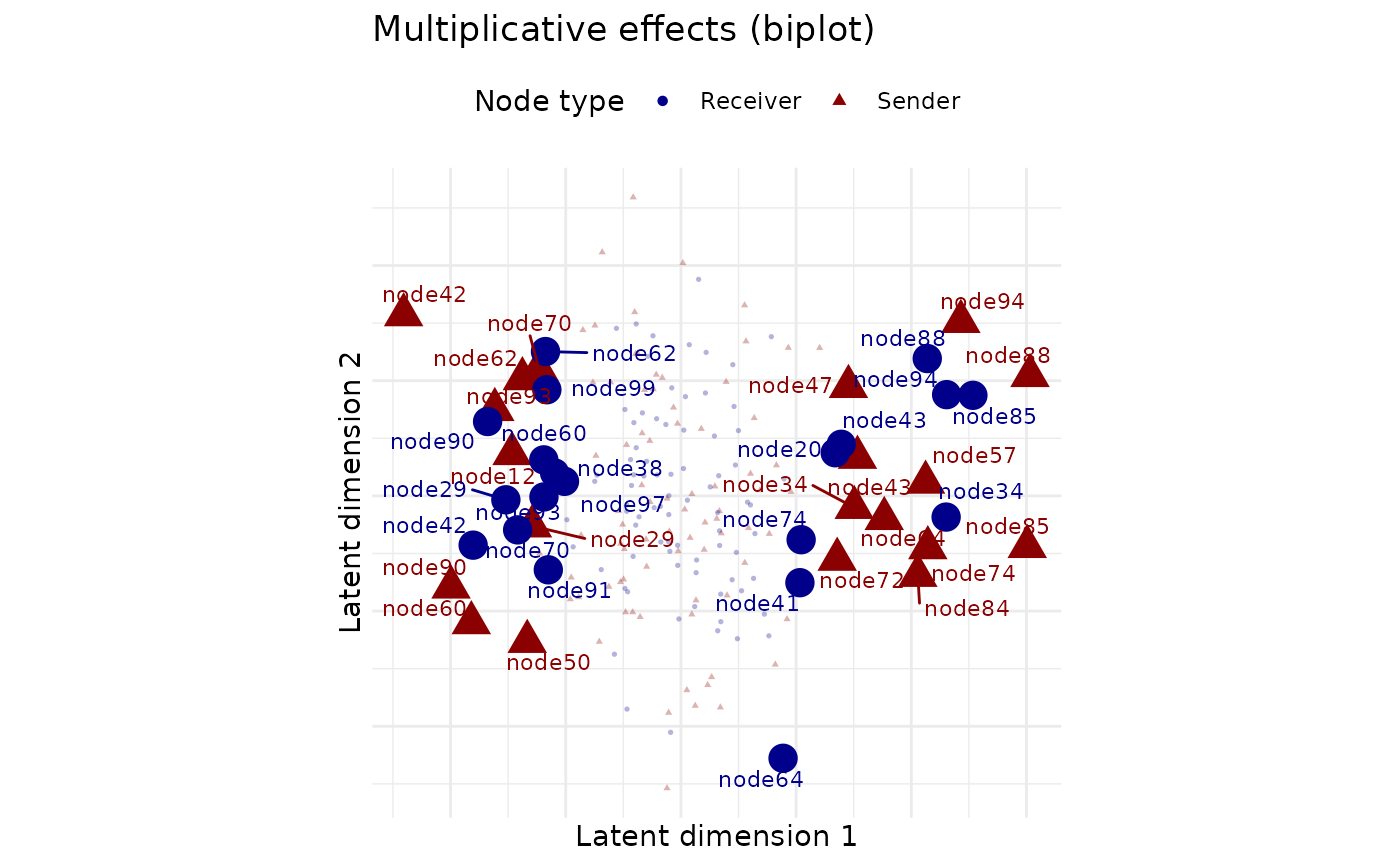 Multiplicative effects (biplot)
Node type Receiver Sender
Latent dimension 2
node42
node94
node70
node88
node62
node62
node88
node94
node47
node99
node93
node85
node43
node60
node90
node20
node57
node38
node12
node34
node43
node29
node34
node97
node93
node74
node42
node85
node64
node29
node70
node90
node74
node72
node91
node41
node60
node84
node50
node64
Latent dimension 1